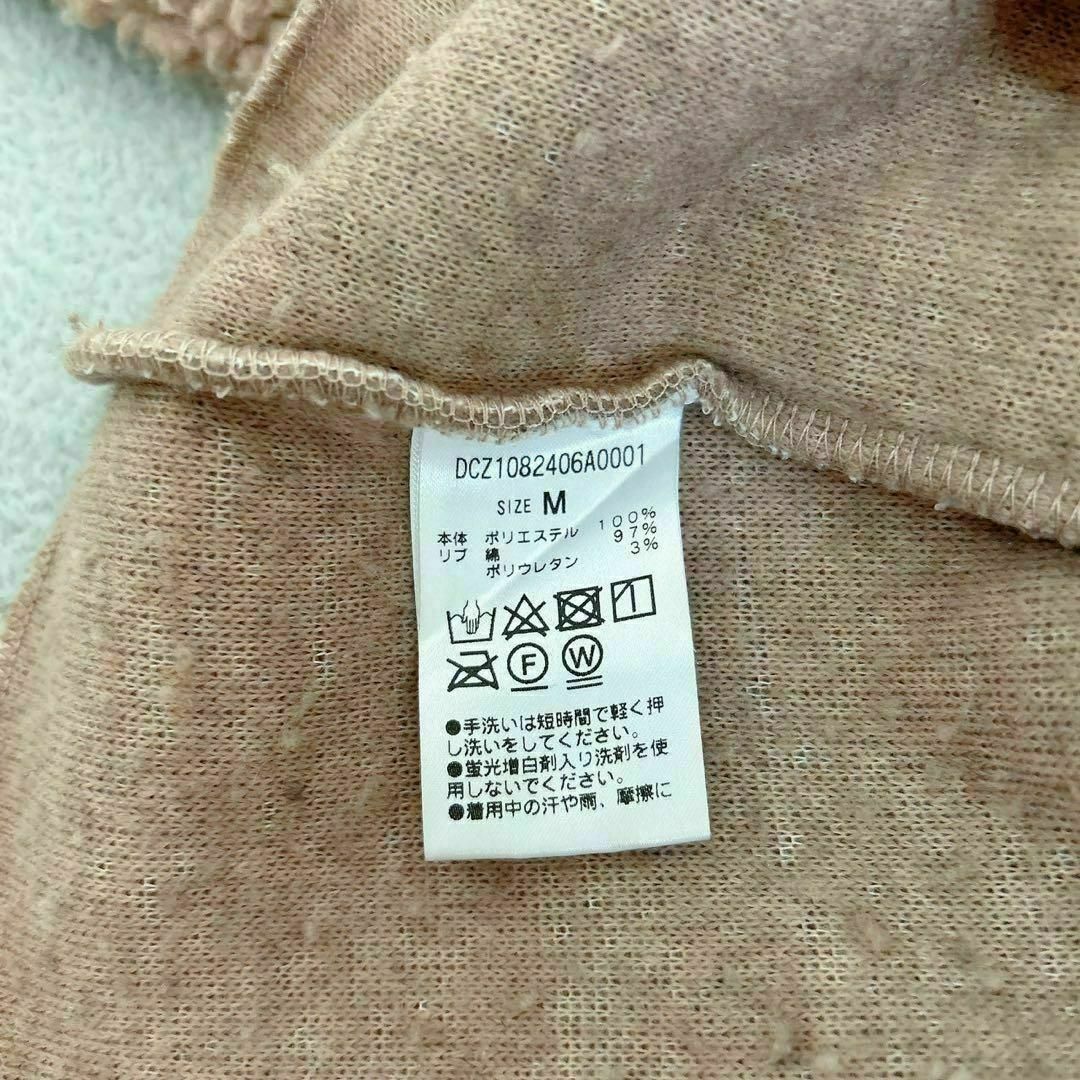 DCZ1082406A0001
SIZE M
本体 ポリエステル 100%
リブ 綿 97%
ポリウレタン 3%
F W
●手洗いは短時間で軽く押
し洗いをしてください。
●蛍光増白剤入り洗剤を使
用しないでください。
●着用中の汗や雨、摩擦に